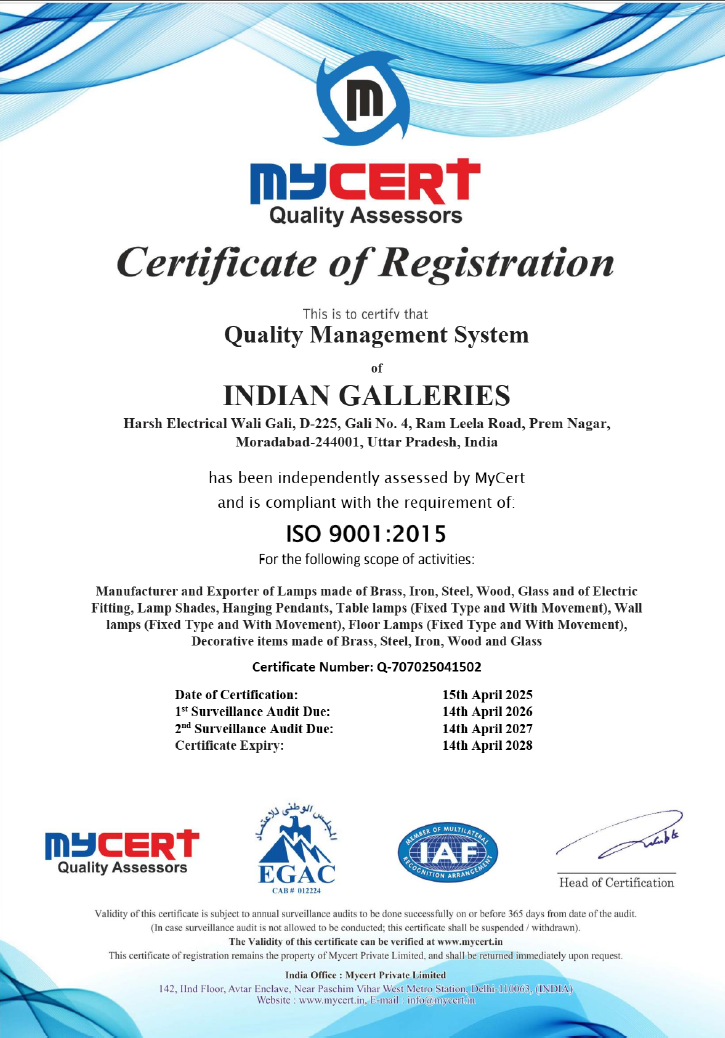 m
MYCERT
Quality Assessors
Certificate of Registration
This is to certify that
Quality Management System
of
INDIAN GALLERIES
Harsh Electrical Wali Gali, D-225, Gali No. 4, Ram Leela Road, Prem Nagar,
Moradabad-244001, Uttar Pradesh, India
has been independently assessed by MyCert
and is compliant with the requirement of:
ISO 9001:2015
For the following scope of activities:
Manufacturer and Exporter of Lamps made of Brass, Iron, Steel, Wood, Glass and of Electric
Fitting, Lamp Shades, Hanging Pendants, Table lamps (Fixed Type and With Movement), Wall
lamps (Fixed Type and With Movement), Floor Lamps (Fixed Type and With Movement),
Decorative items made of Brass, Steel, Iron, Wood and Glass
Certificate Number: Q-707025041502
Date of Certification: 15th April 2025
1st Surveillance Audit Due: 14th April 2026
2nd Surveillance Audit Due: 14th April 2027
Certificate Expiry: 14th April 2028
MYCERT
Quality Assessors
المجلس الوطني للاعتماد
EGAC
CAB # 012224
MEMBER OF MULTILATERAL
IAF
RECOGNITION ARRANGEMENT
Head of Certification
Validity of this certificate is subject to annual surveillance audits to be done successfully on or before 365 days from date of the audit.
(In case surveillance audit is not allowed to be conducted; this certificate shall be suspended / withdrawn).
The Validity of this certificate can be verified at www.mycert.in
This certificate of registration remains the property of Mycert Private Limited, and shall be returned immediately upon request.
India Office : Mycert Private Limited
142, IInd Floor, Avtar Enclave, Near Paschim Vihar West Metro Station, Delhi-110063, (INDIA)
Website : www.mycert.in, E-mail : info@mycert.in